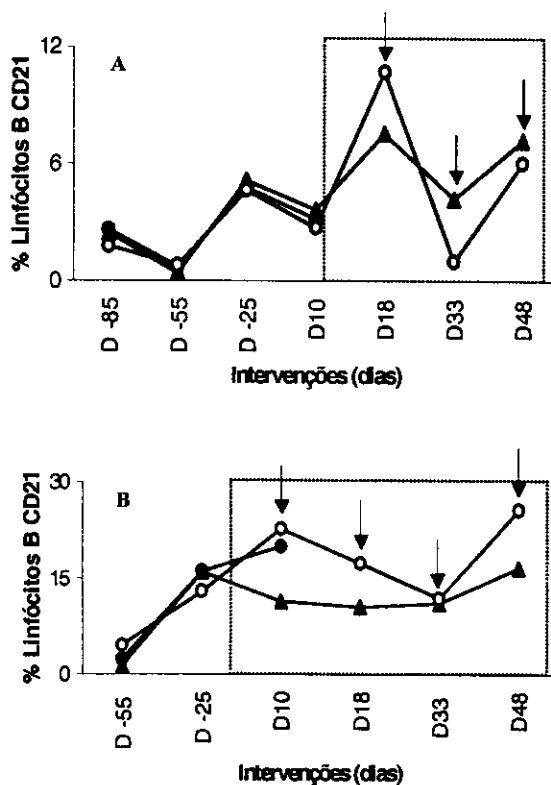 % Linfócitos B CD21
12
6
0
A
D -85
D -55
D -25
D10
D18
D33
D48
Intervenções (dias)
% Linfócitos B CD21
30
15
0
B
D -55
D -25
D10
D18
D33
D48
Intervenções (dias)